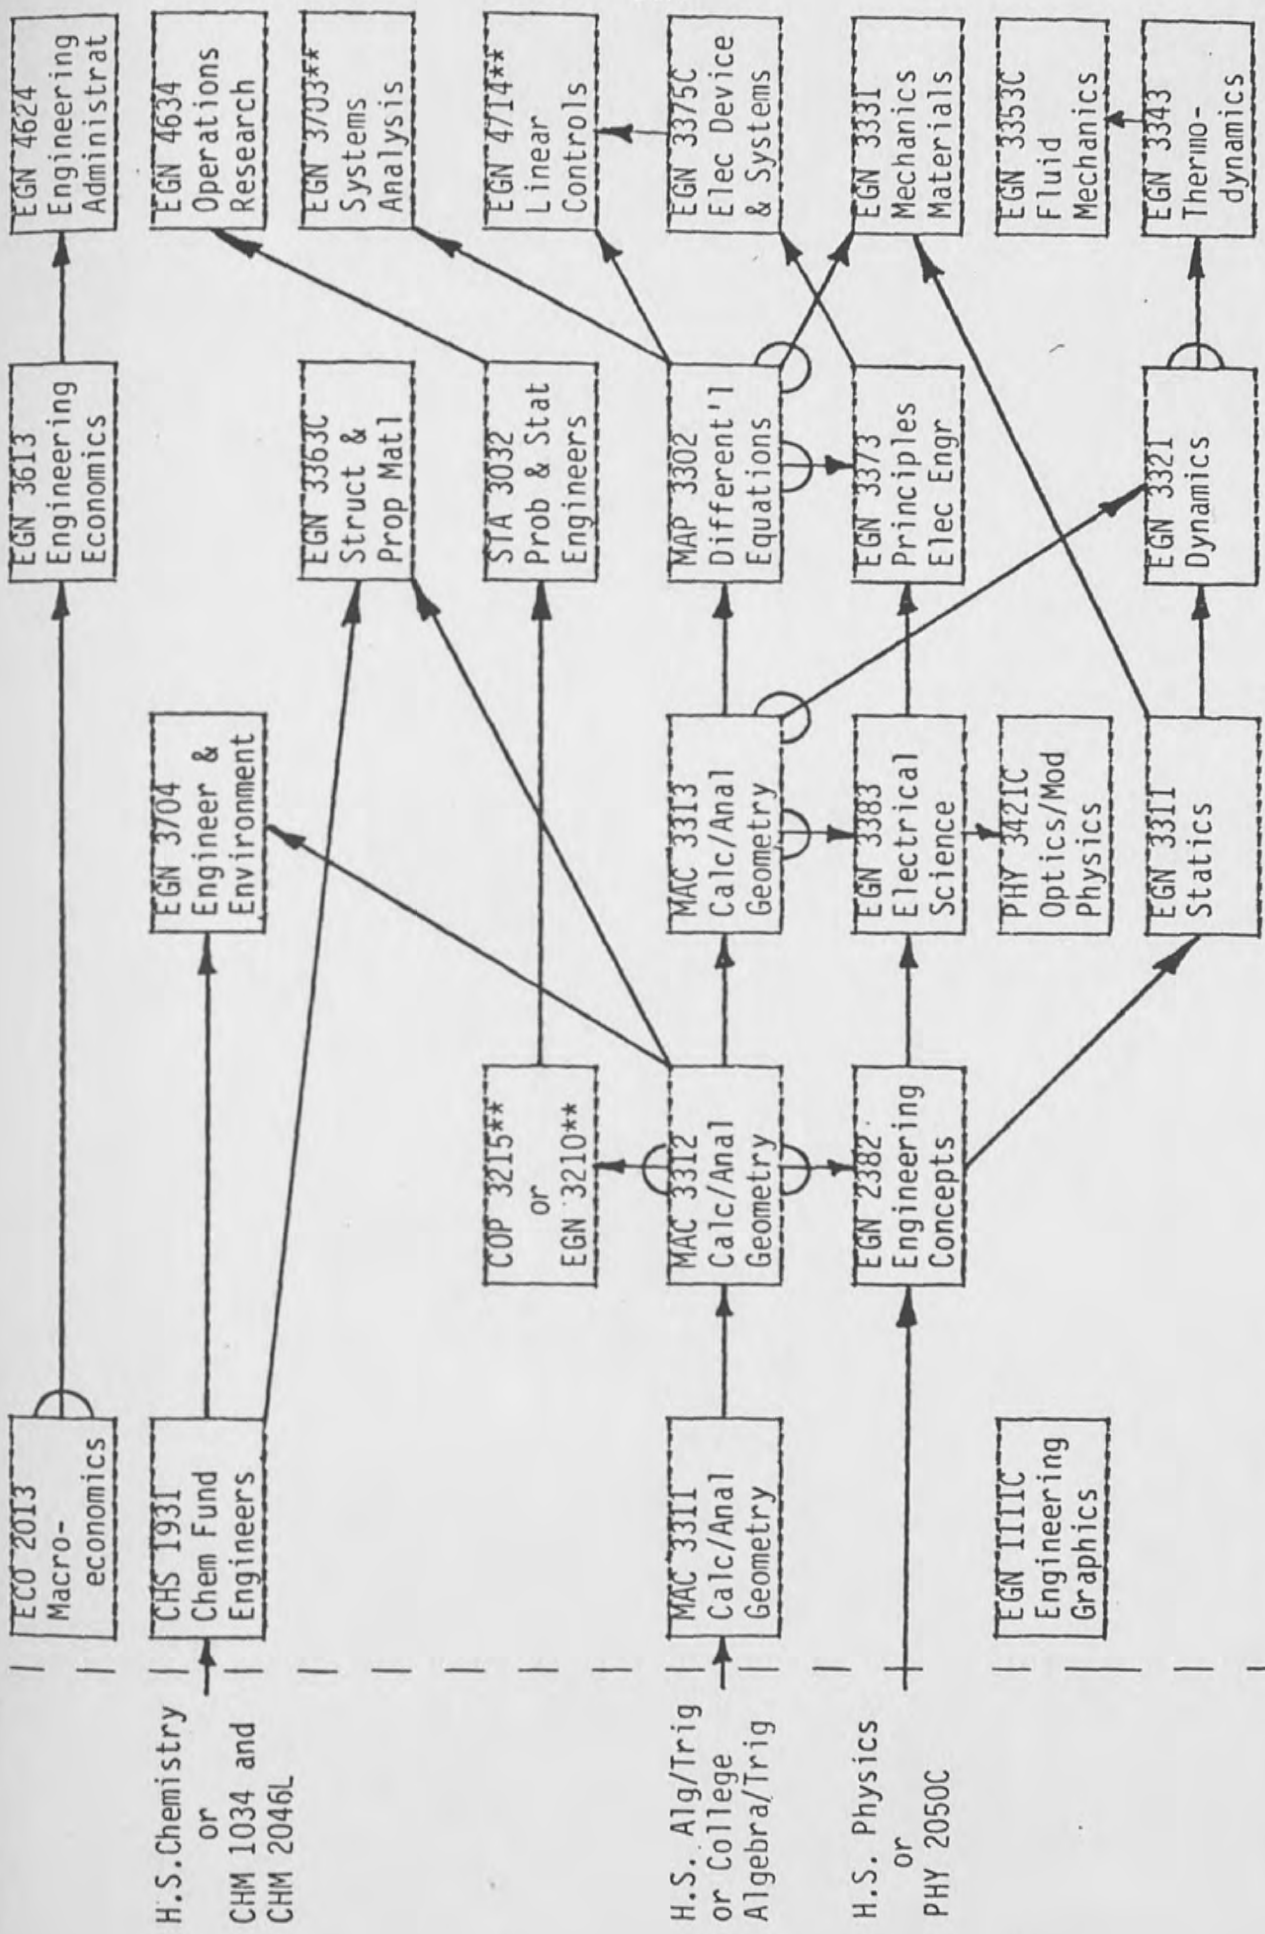 H.S.Chemistry
or
CHM 1034 and
CHM 2046L
H.S. Alg/Trig
or College
Algebra/Trig
H.S. Physics
or
PHY 2050C
ECO 2013
Macro-
economics
CHS 1931
Chem Fund
Engineers
MAC 3311
Calc/Anal
Geometry
EGN 1111C
Engineering
Graphics
COP 3215**
or
EGN 3210**
MAC 3312
Calc/Anal
Geometry
EGN 2382
Engineering
Concepts
EGN 3704
Engineer &
Environment
MAC 3313
Calc/Anal
Geometry
EGN 3383
Electrical
Science
PHY 3421C
Optics/Mod
Physics
EGN 3311
Statics
EGN 3613
Engineering
Economics
EGN 3363C
Struct &
Prop Matl
STA 3032
Prob & Stat
Engineers
MAP 3302
Different'l
Equations
EGN 3373
Principles
Elec Engr
EGN 3321
Dynamics
EGN 4624
Engineering
Administrat
EGN 4634
Operations
Research
EGN 3703**
Systems
Analysis
EGN 4714**
Linear
Controls
EGN 3375C
Elec Device
& Systems
EGN 3331
Mechanics
Materials
EGN 3353C
Fluid
Mechanics
EGN 3343
Thermo-
dynamics